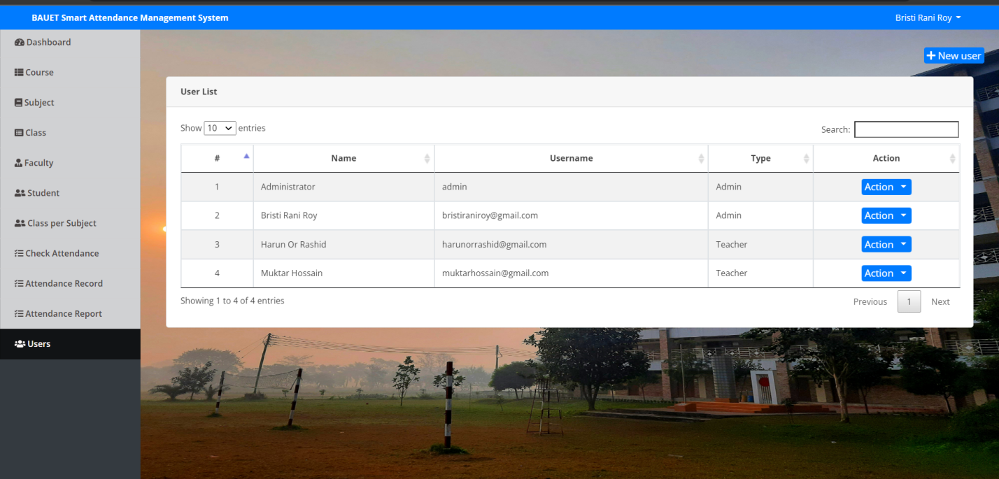 BAUET Smart Attendance Management System
Bristi Rani Roy
Dashboard
Course
Subject
Class
Faculty
Student
Class per Subject
Check Attendance
Attendance Record
Attendance Report
Users
New user
User List
Show 10 entries
Search:
# Name Username Type Action
1 Administrator admin Admin Action
2 Bristi Rani Roy bristiraniroy@gmail.com Admin Action
3 Harun Or Rashid harunorrashid@gmail.com Teacher Action
4 Muktar Hossain muktarhossain@gmail.com Teacher Action
Showing 1 to 4 of 4 entries
Previous 1 Next